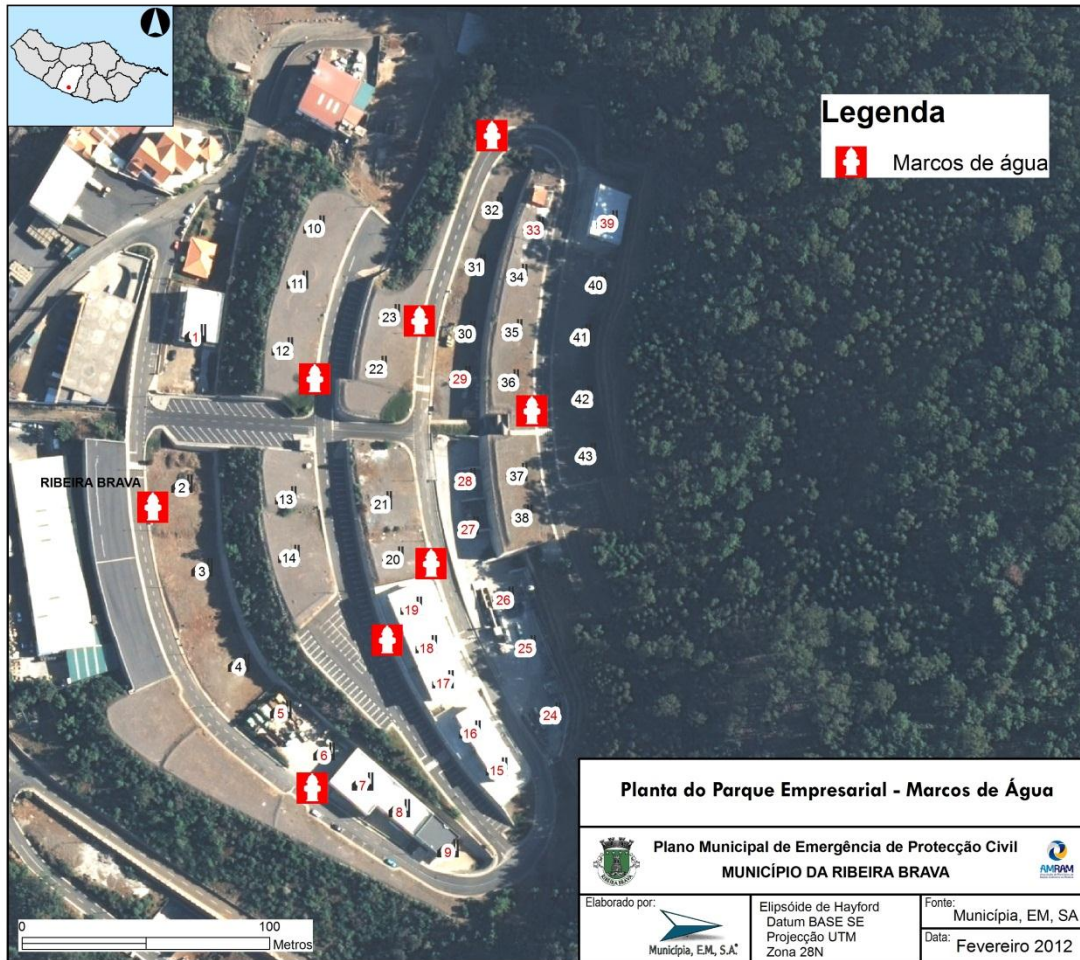 Legenda
Marcos de água
32
10
33
39
31
34
11
40
23
30
35
41
1
12
22
29
36
42
RIBEIRA BRAVA
2
43
28
37
13
21
38
27
14
20
3
26
19
18
25
4
17
5
24
16
6
15
7
8
9
Planta do Parque Empresarial - Marcos de Água
Plano Municipal de Emergência de Protecção Civil
MUNICÍPIO DA RIBEIRA BRAVA
RIBEIRA BRAVA
AMRAM
Elaborado por:
Município, E.M, S.A.
Elipsóide de Hayford
Datum BASE SE
Projecção UTM
Zona 28N
Fonte:
Município, EM, SA
Data: Fevereiro 2012
0 100
Metros